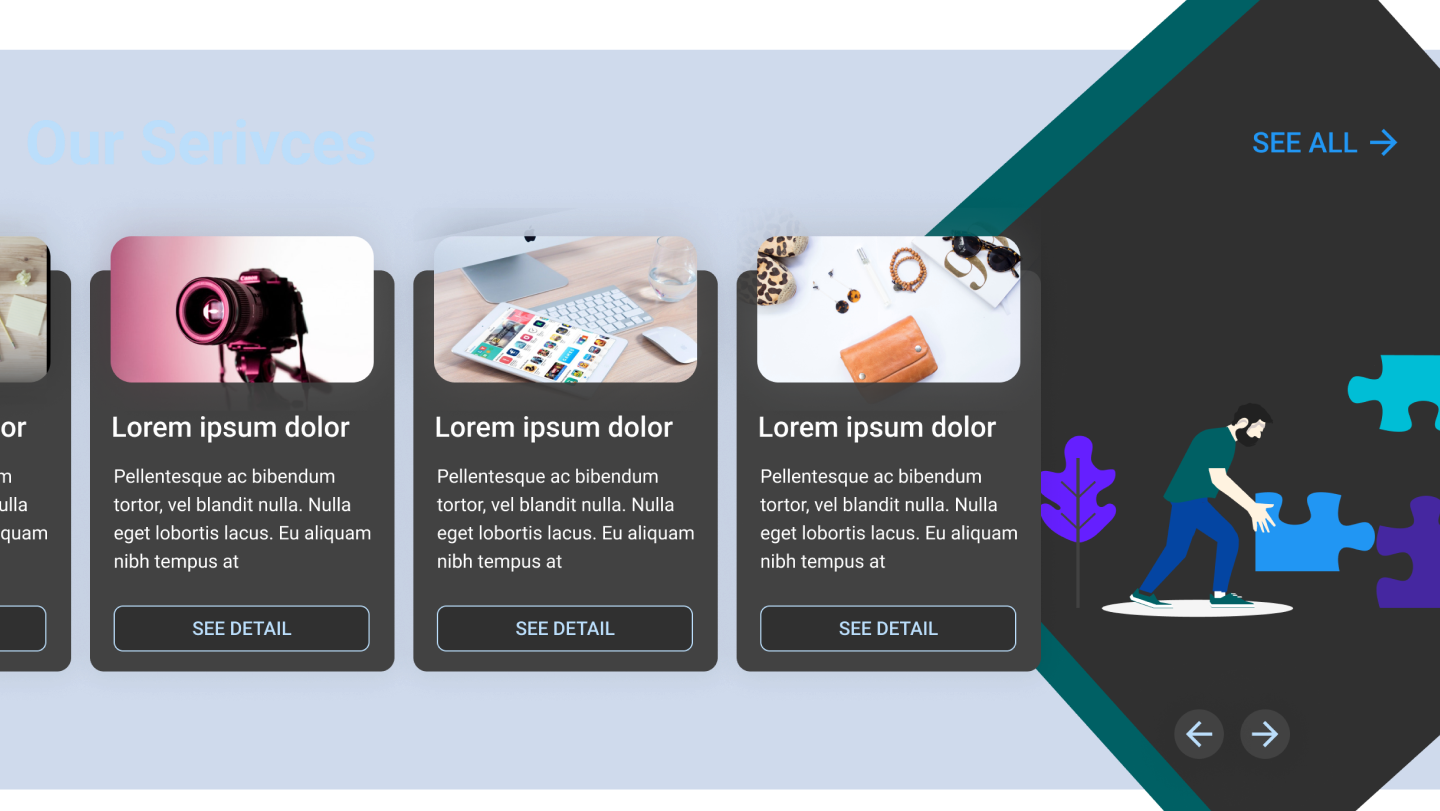 Our Serivces
SEE ALL
or
m
ulla
quam
Lorem ipsum dolor
Pellentesque ac bibendum
tortor, vel blandit nulla. Nulla
eget lobortis lacus. Eu aliquam
nibh tempus at
SEE DETAIL
Lorem ipsum dolor
Pellentesque ac bibendum
tortor, vel blandit nulla. Nulla
eget lobortis lacus. Eu aliquam
nibh tempus at
SEE DETAIL
Lorem ipsum dolor
Pellentesque ac bibendum
tortor, vel blandit nulla. Nulla
eget lobortis lacus. Eu aliquam
nibh tempus at
SEE DETAIL